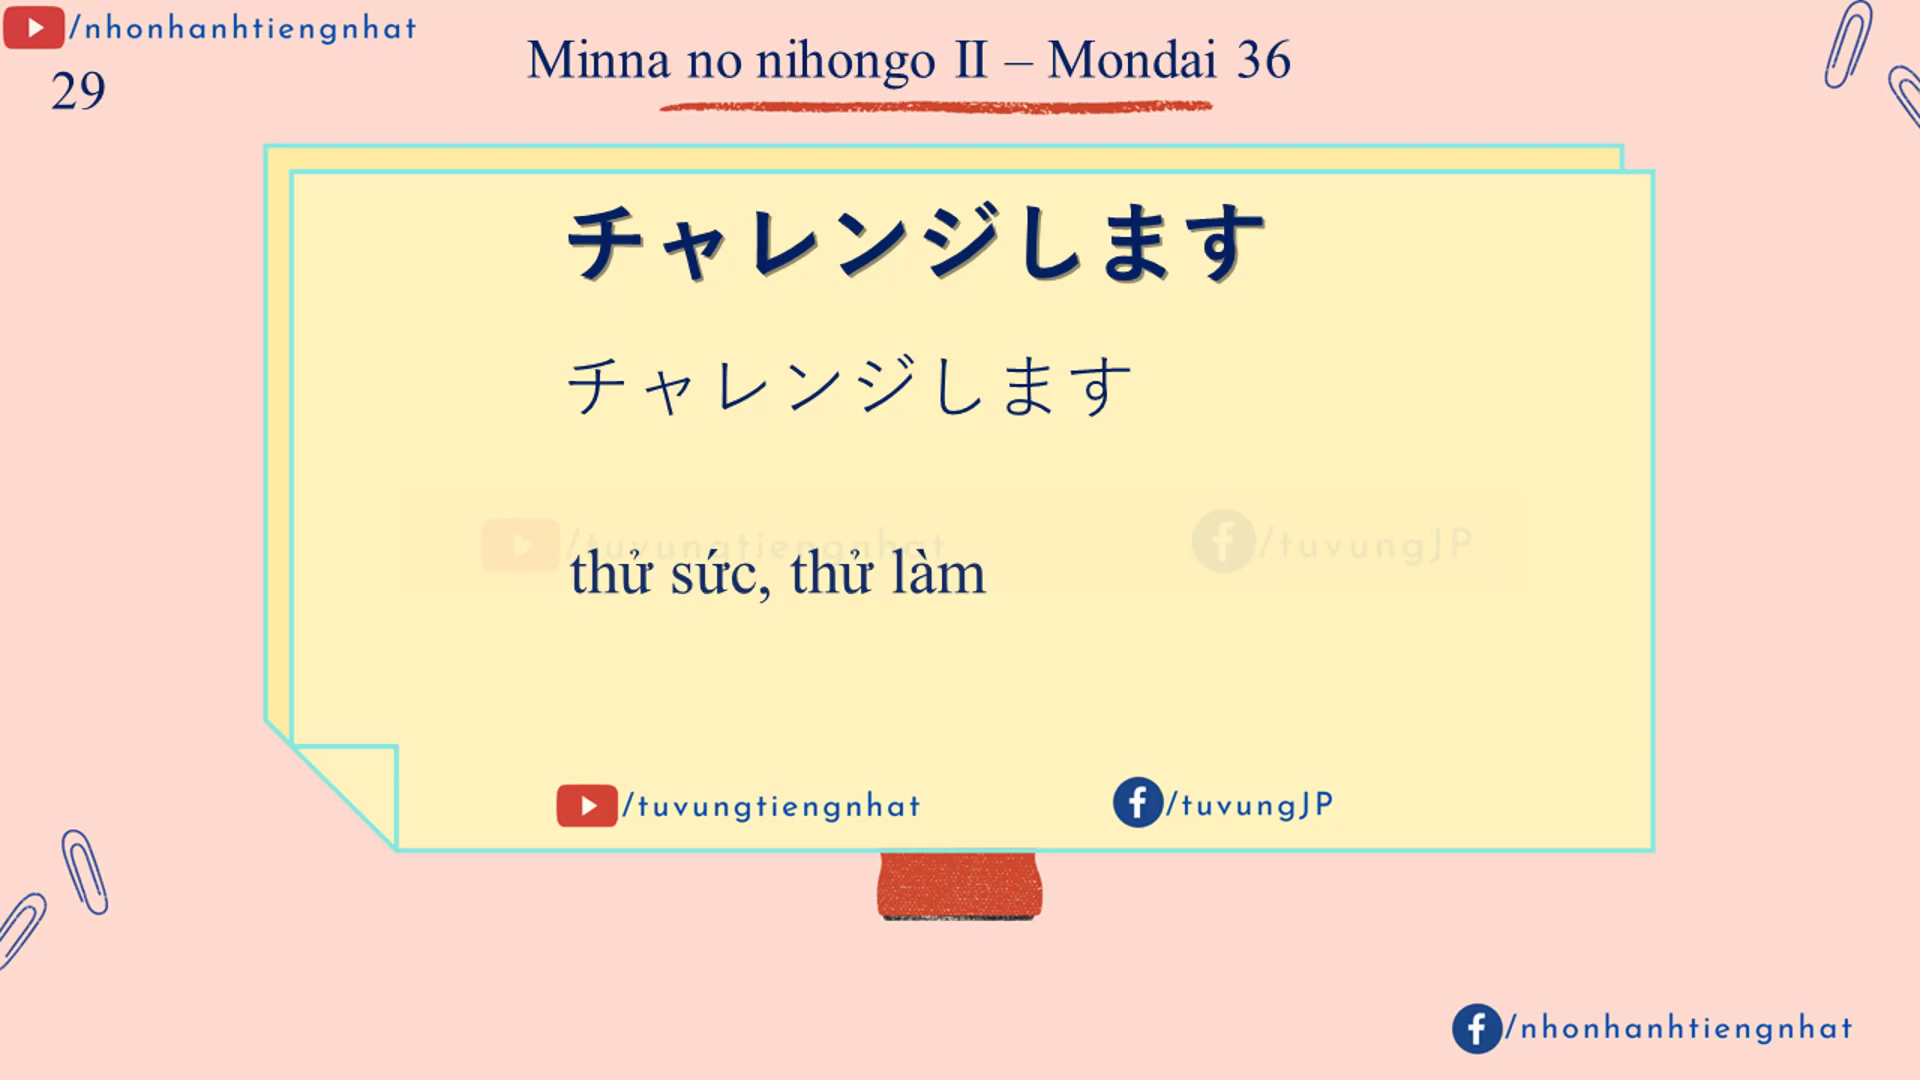 /nhonhanhtiengnhat
29
Minna no nihongo II – Mondai 36
チャレンジします
チャレンジします
/tuvungtiengnhat
/tuvungJP
thử sức, thử làm
/tuvungtiengnhat
/tuvungJP
/nhonhanhtiengnhat